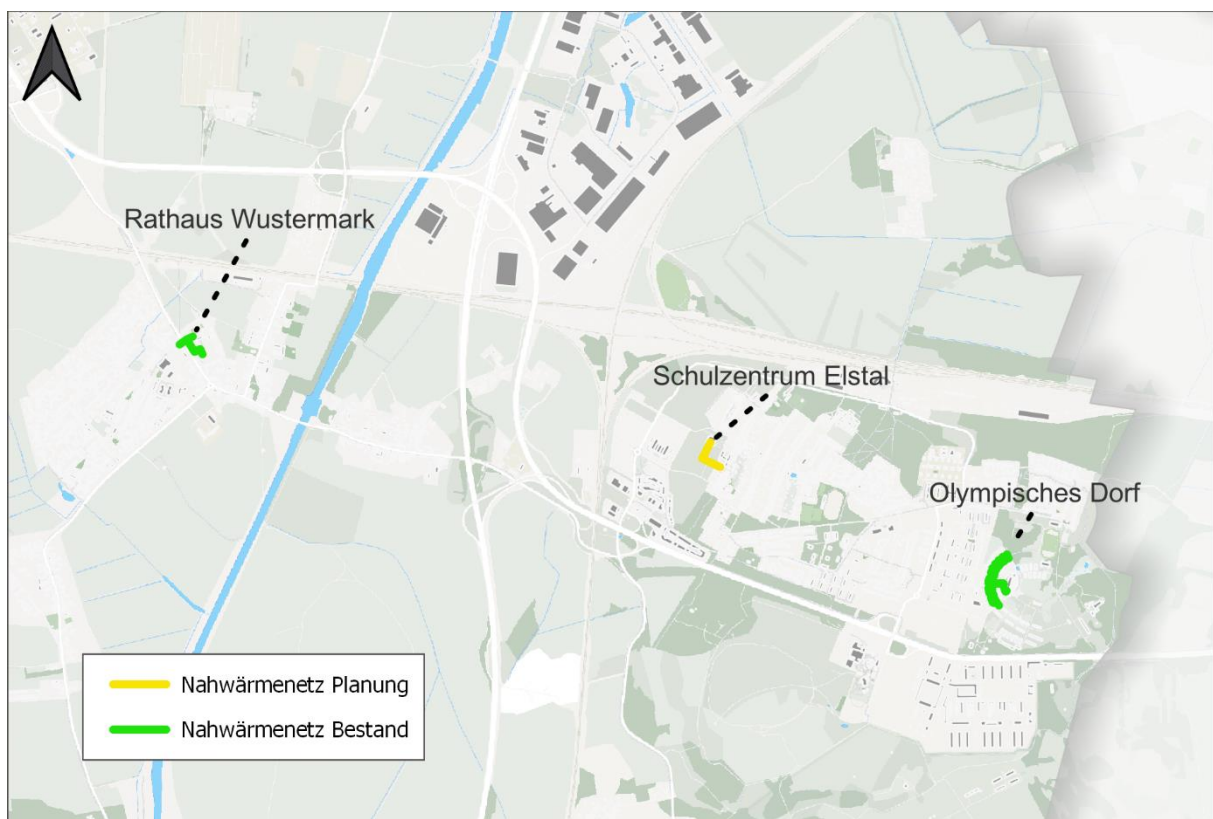 Rathaus Wustermark
Schulzentrum Elstal
Olympisches Dorf
Nahwärmenetz Planung
Nahwärmenetz Bestand